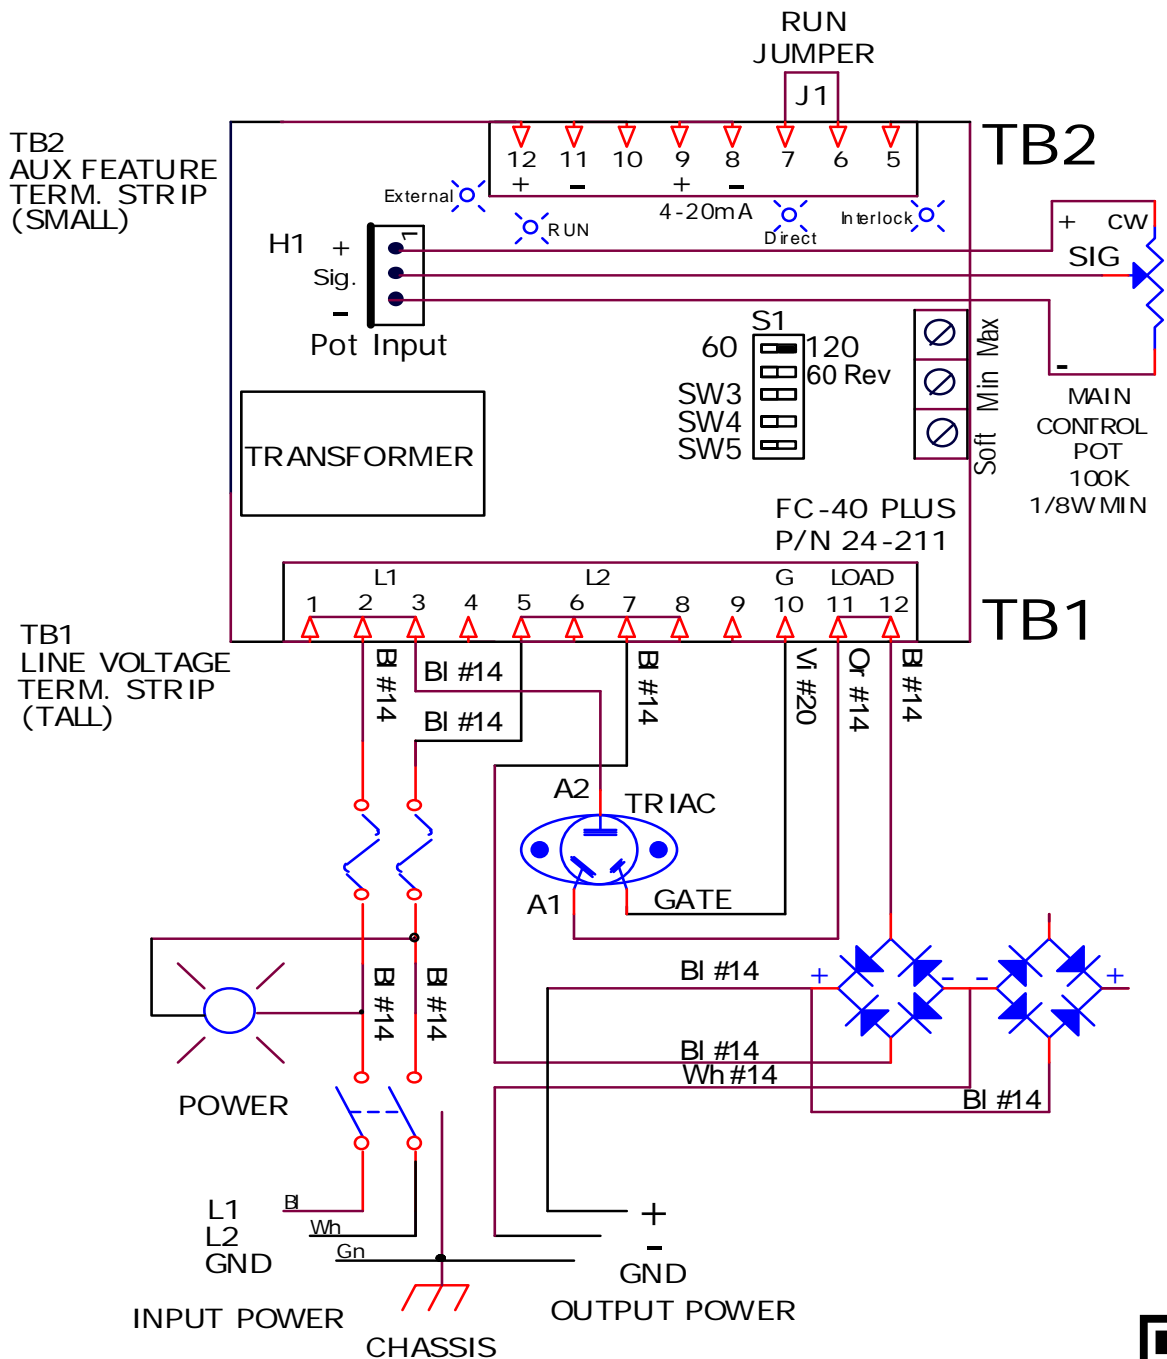 RUN
JUMPER
J1
TB2
AUX FEATURE
TERM. STRIP
(SMALL)
TB2
12 11 10 9 8 7 6 5
+ - + -
4-20mA
External
RUN
Direct
Interlock
H1
+
Sig.
-
Pot Input
+ CW
SIG
-
MAIN
CONTROL
POT
100K
1/8W MIN
S1
60 120
60 Rev
SW3
SW4
SW5
Max
Min
Soft
TRANSFORMER
FC-40 PLUS
P/N 24-211
L1 L2 G LOAD
1 2 3 4 5 6 7 8 9 10 11 12
TB1
TB1
LINE VOLTAGE
TERM. STRIP
(TALL)
Bl #14
Bl #14
Bl #14
Bl #14
Vi #20
Or #14
Bl #14
A2
TRIAC
A1
GATE
Bl #14
Bl #14
Bl #14
+ - - +
Bl #14
Wh #14
Bl #14
POWER
L1 Bl
L2 Wh
GND Gn
INPUT POWER
CHASSIS
+
-
GND
OUTPUT POWER